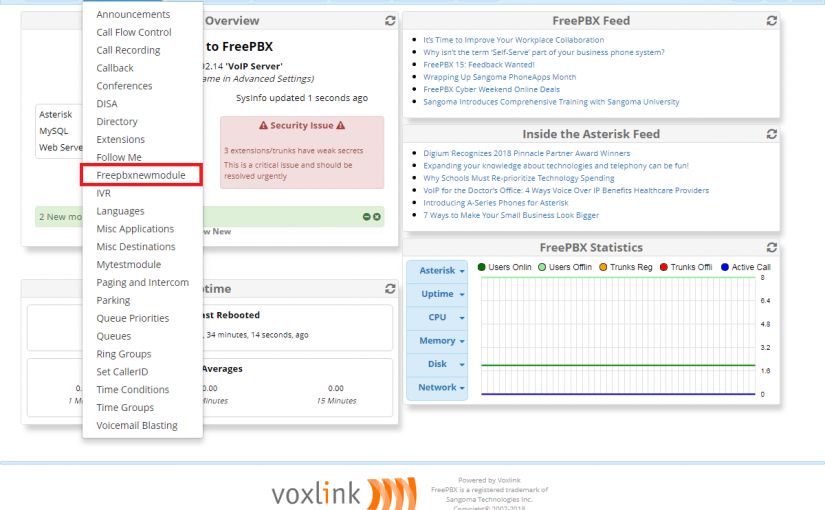 Announcements
Call Flow Control
Call Recording
Callback
Conferences
DISA
Directory
Extensions
Follow Me
Freepbxnewmodule
IVR
Languages
Misc Applications
Misc Destinations
Mytestmodule
Paging and Intercom
Parking
Queue Priorities
Queues
Ring Groups
Set CallerID
Time Conditions
Time Groups
Voicemail Blasting
Overview
to FreePBX
02.14 'VoIP Server'
ame in Advanced Settings)
SysInfo updated 1 seconds ago
Asterisk
MySQL
Web Serve
Security Issue
3 extensions/trunks have weak secrets
This is a critical issue and should be
resolved urgently
2 New mo
w New
ptime
ast Rebooted
, 34 minutes, 14 seconds, ago
Averages
0. 0.00 0.00
1 M minutes 15 Minutes
FreePBX Feed
It's Time to Improve Your Workplace Collaboration
Why isn't the term 'Self-Serve' part of your business phone system?
FreePBX 15: Feedback Wanted!
Wrapping Up Sangoma PhoneApps Month
FreePBX Cyber Weekend Online Deals
Sangoma Introduces Comprehensive Training with Sangoma University
Inside the Asterisk Feed
Digium Recognizes 2018 Pinnacle Partner Award Winners
Expanding your knowledge about technologies and telephony can be fun!
Why Schools Must Re-prioritize Technology Spending
VoIP for the Doctor's Office: 4 Ways Voice Over IP Benefits Healthcare Providers
Introducing A-Series Phones for Asterisk
7 Ways to Make Your Small Business Look Bigger
FreePBX Statistics
Asterisk
Uptime
CPU
Memory
Disk
Network
Users Onlin Users Offlin Trunks Reg Trunks Offli Active Call
8
6.4
4.8
3.2
1.6
0
voxlink
Powered by Voxlink
FreePBX is a registered trademark of
Sangoma Technologies Inc.
Copyright© 2007-2018